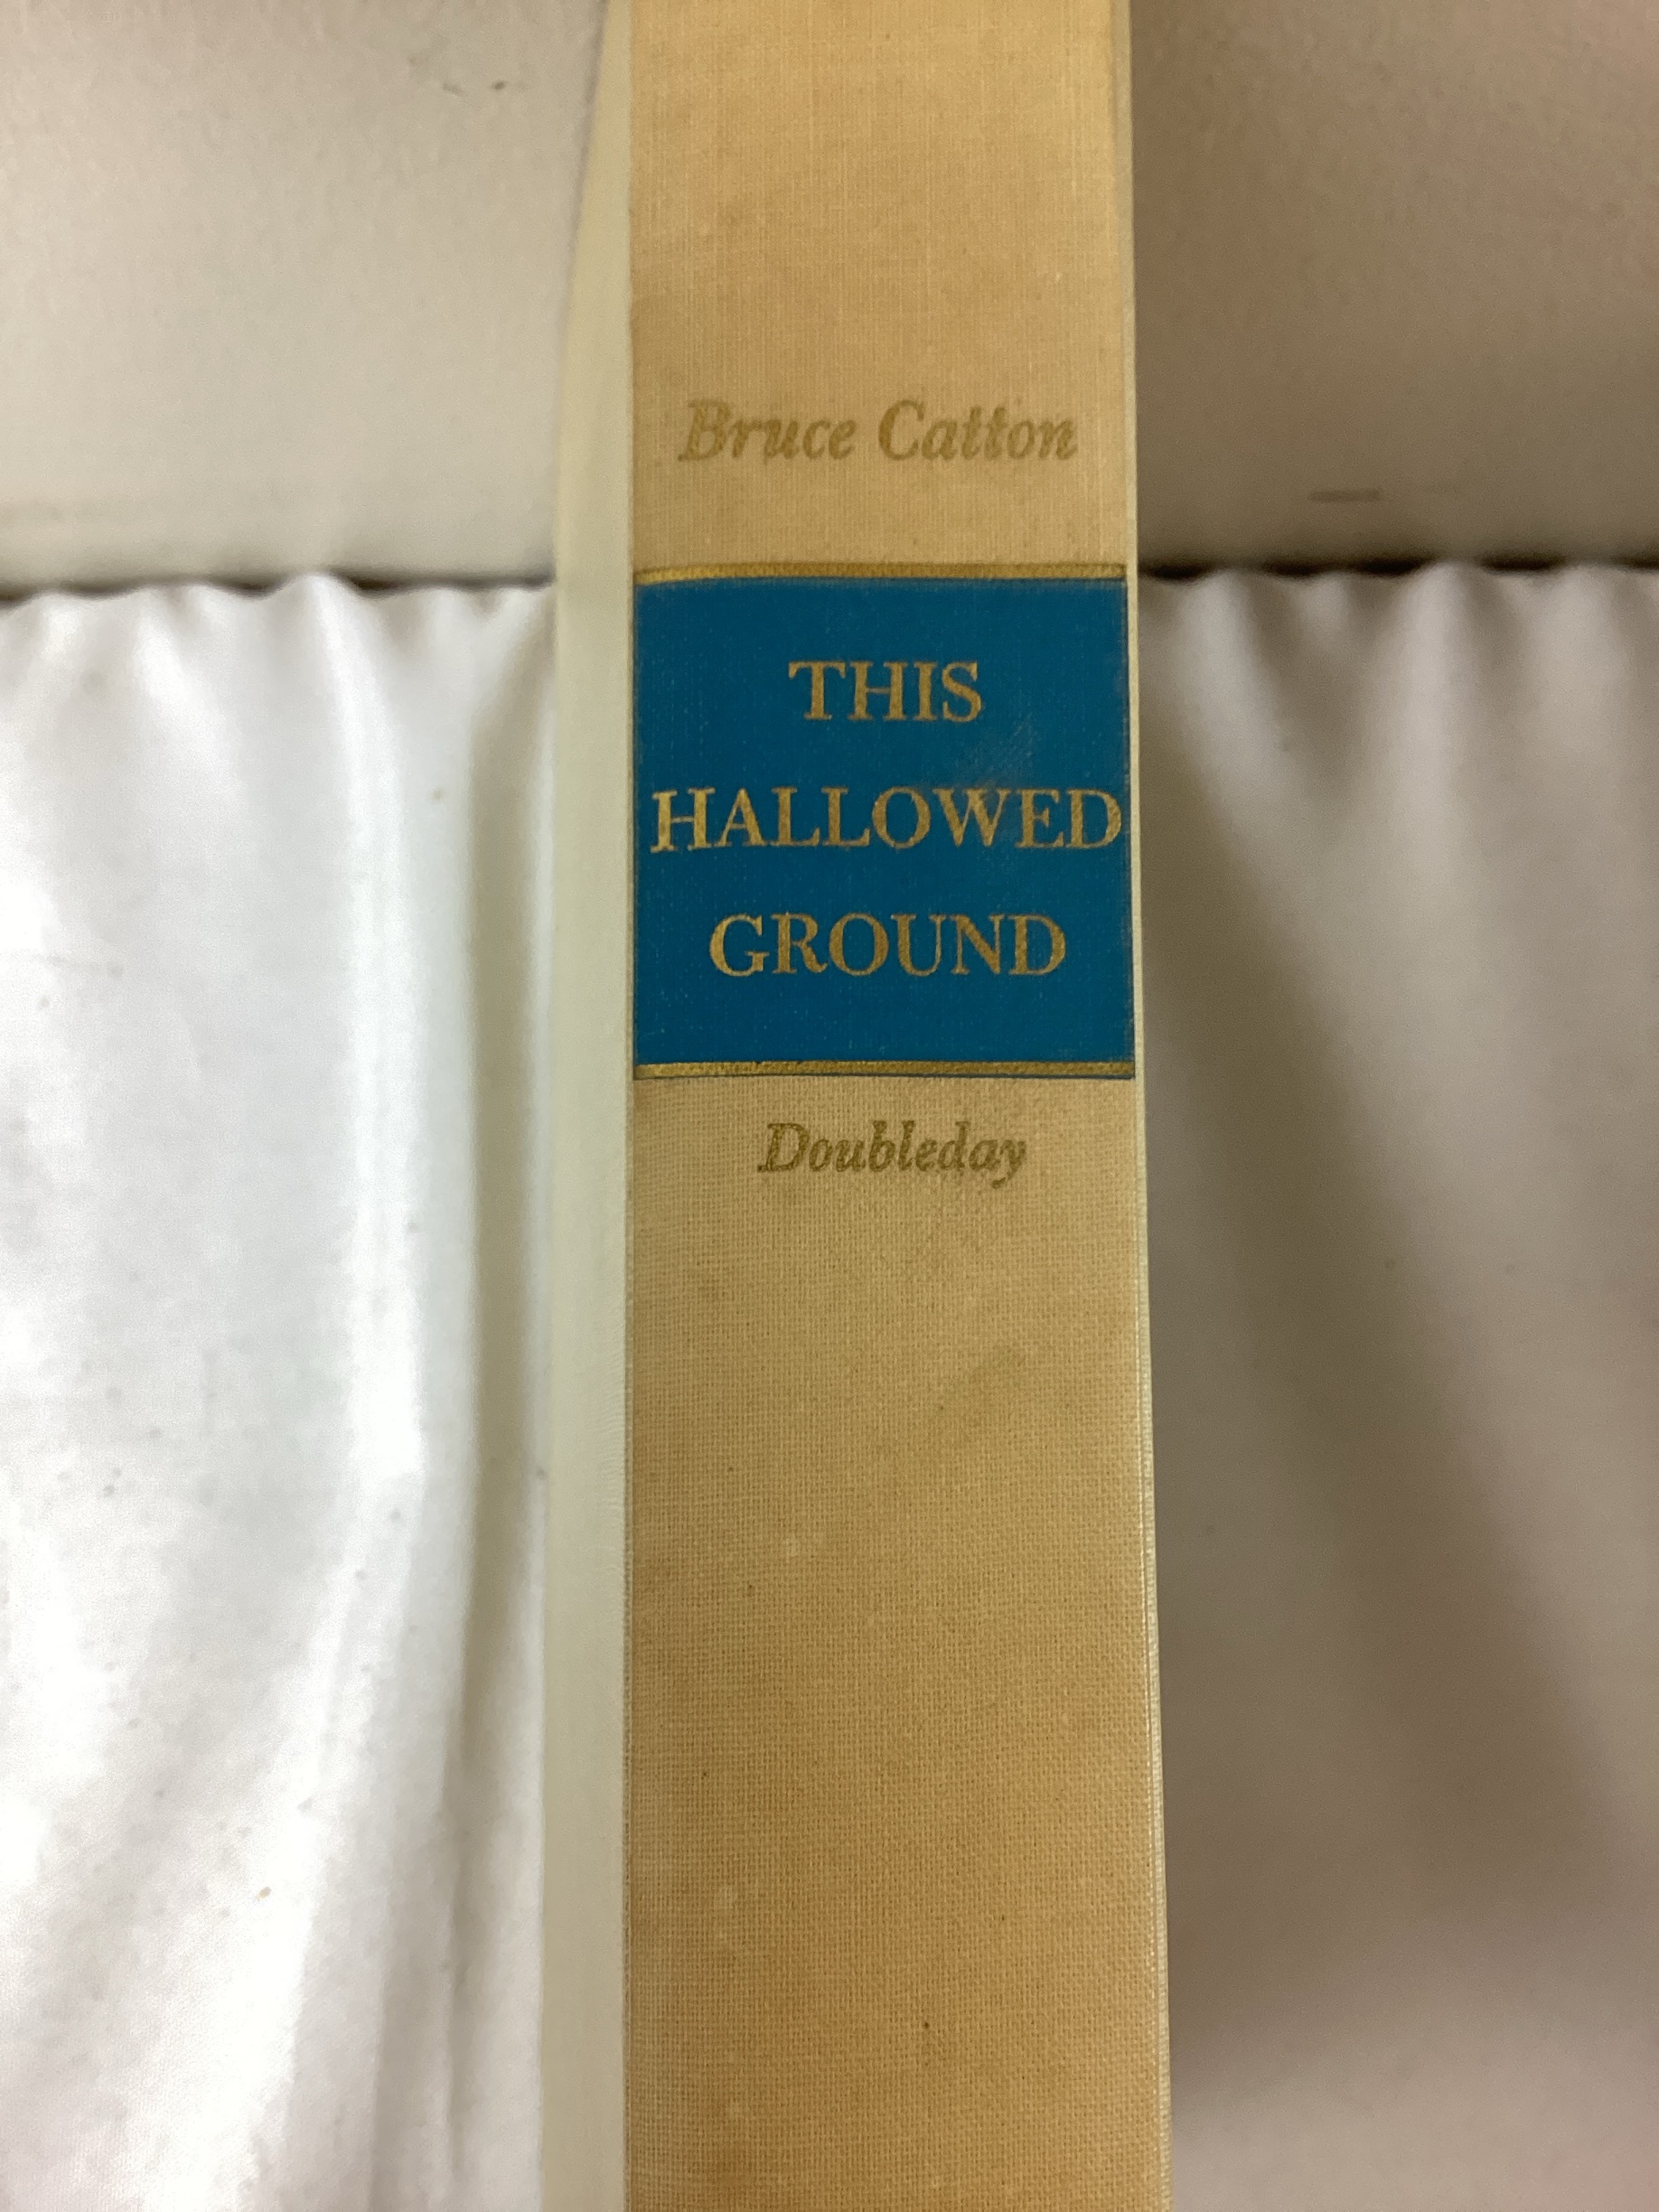 Bruce Catton
THIS
HALLOWED
GROUND
Doubleday